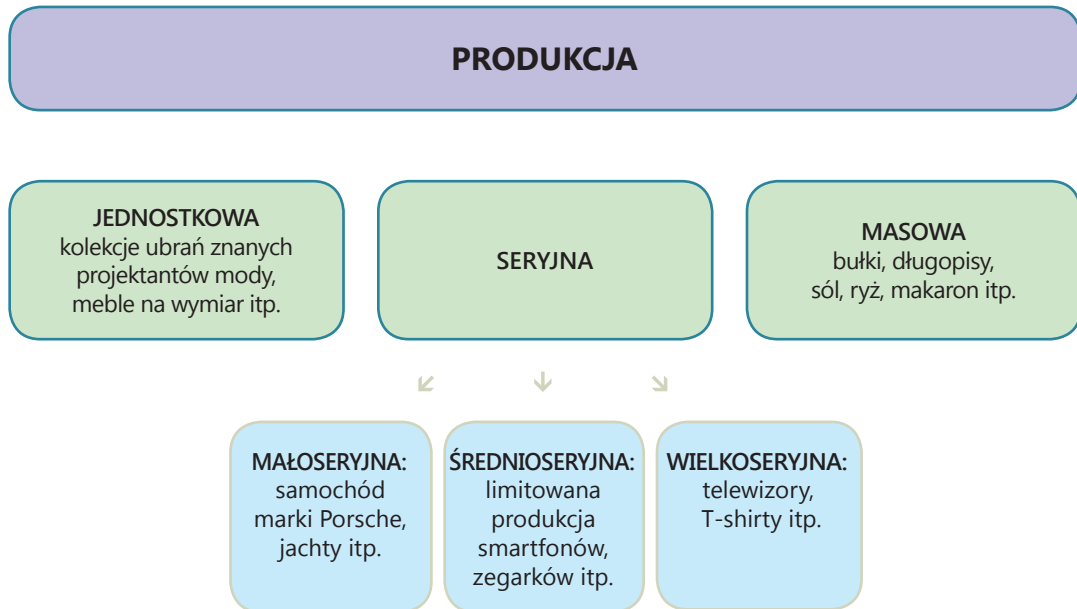 PRODUKCJA
JEDNOSTKOWA
kolekcje ubrań znanych
projektantów mody,
meble na wymiar itp.
SERYJNA
MASOWA
bułki, długopisy,
sól, ryż, makaron itp.
MAŁOSERYJNA:
samochód
marki Porsche,
jachty itp.
ŚREDNIOSERYJNA:
limitowana
produkcja
smartfonów,
zegarków itp.
WIELKOSERYJNA:
telewizory,
T-shirty itp.